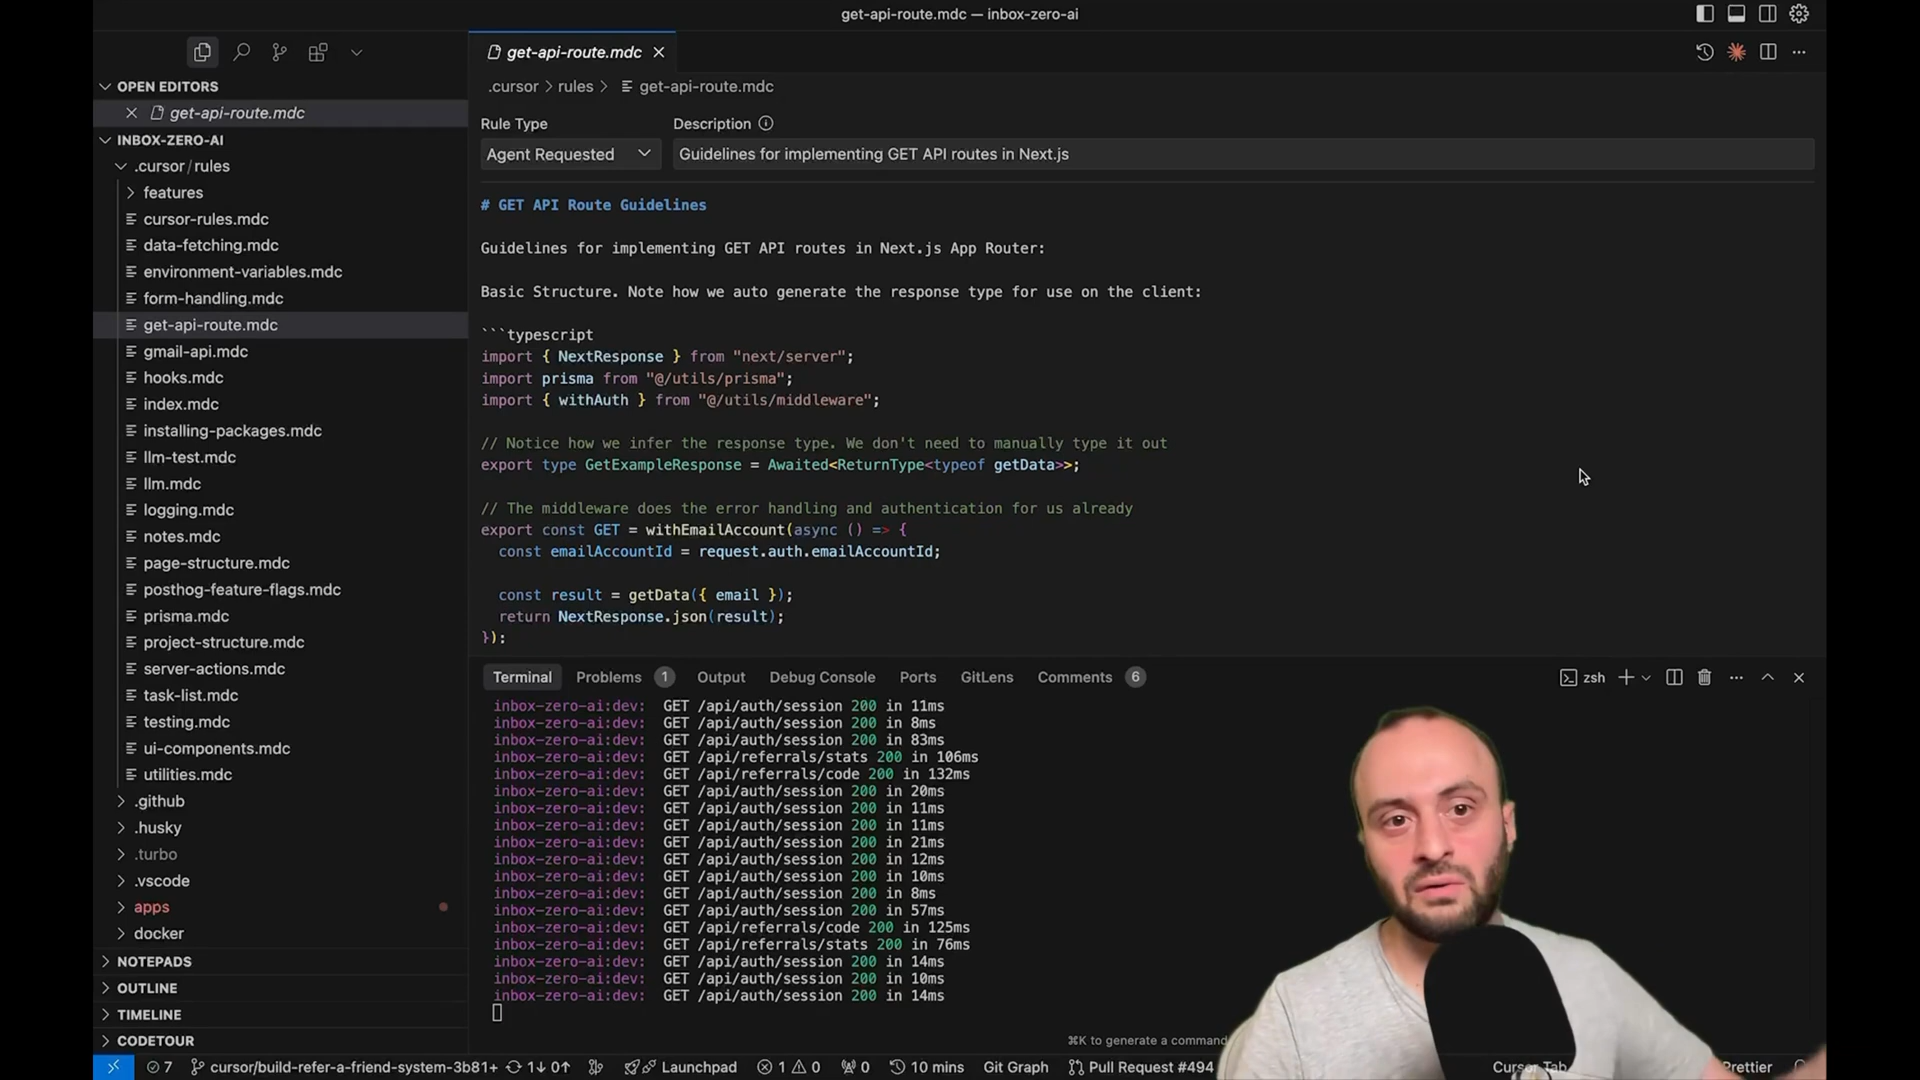 get-api-route.mdc — inbox-zero-ai
OPEN EDITORS
get-api-route.mdc
INBOX-ZERO-AI
.cursor/rules
features
cursor-rules.mdc
data-fetching.mdc
environment-variables.mdc
form-handling.mdc
get-api-route.mdc
gmail-api.mdc
hooks.mdc
index.mdc
installing-packages.mdc
llm-test.mdc
llm.mdc
logging.mdc
notes.mdc
page-structure.mdc
posthog-feature-flags.mdc
prisma.mdc
project-structure.mdc
server-actions.mdc
task-list.mdc
testing.mdc
ui-components.mdc
utilities.mdc
.github
.husky
.turbo
.vscode
apps
docker
NOTEPADS
OUTLINE
TIMELINE
CODETOUR
get-api-route.mdc
.cursor > rules > get-api-route.mdc
Rule Type
Description
Agent Requested
Guidelines for implementing GET API routes in Next.js
# GET API Route Guidelines
Guidelines for implementing GET API routes in Next.js App Router:
Basic Structure. Note how we auto generate the response type for use on the client:
```typescript
import { NextResponse } from "next/server";
import prisma from "@/utils/prisma";
import { withAuth } from "@/utils/middleware";
// Notice how we infer the response type. We don't need to manually type it out
export type GetExampleResponse = Awaited<ReturnType<typeof getData>>;
// The middleware does the error handling and authentication for us already
export const GET = withEmailAccount(async () => {
const emailAccountId = request.auth.emailAccountId;
const result = getData({ email });
return NextResponse.json(result);
});
Terminal Problems 1 Output Debug Console Ports GitLens Comments 6
zsh
inbox-zero-ai:dev: GET /api/auth/session 200 in 11ms
inbox-zero-ai:dev: GET /api/auth/session 200 in 8ms
inbox-zero-ai:dev: GET /api/auth/session 200 in 83ms
inbox-zero-ai:dev: GET /api/referrals/stats 200 in 106ms
inbox-zero-ai:dev: GET /api/referrals/code 200 in 132ms
inbox-zero-ai:dev: GET /api/auth/session 200 in 20ms
inbox-zero-ai:dev: GET /api/auth/session 200 in 11ms
inbox-zero-ai:dev: GET /api/auth/session 200 in 11ms
inbox-zero-ai:dev: GET /api/auth/session 200 in 21ms
inbox-zero-ai:dev: GET /api/auth/session 200 in 12ms
inbox-zero-ai:dev: GET /api/auth/session 200 in 10ms
inbox-zero-ai:dev: GET /api/auth/session 200 in 8ms
inbox-zero-ai:dev: GET /api/auth/session 200 in 57ms
inbox-zero-ai:dev: GET /api/referrals/code 200 in 125ms
inbox-zero-ai:dev: GET /api/referrals/stats 200 in 76ms
inbox-zero-ai:dev: GET /api/auth/session 200 in 14ms
inbox-zero-ai:dev: GET /api/auth/session 200 in 10ms
inbox-zero-ai:dev: GET /api/auth/session 200 in 14ms
⌘K to generate a command
7 cursor/build-refer-a-friend-system-3b81+ 1↓ 0↑ Launchpad 1 0 0 10 mins Git Graph Pull Request #494 Cursor Tab Prettier